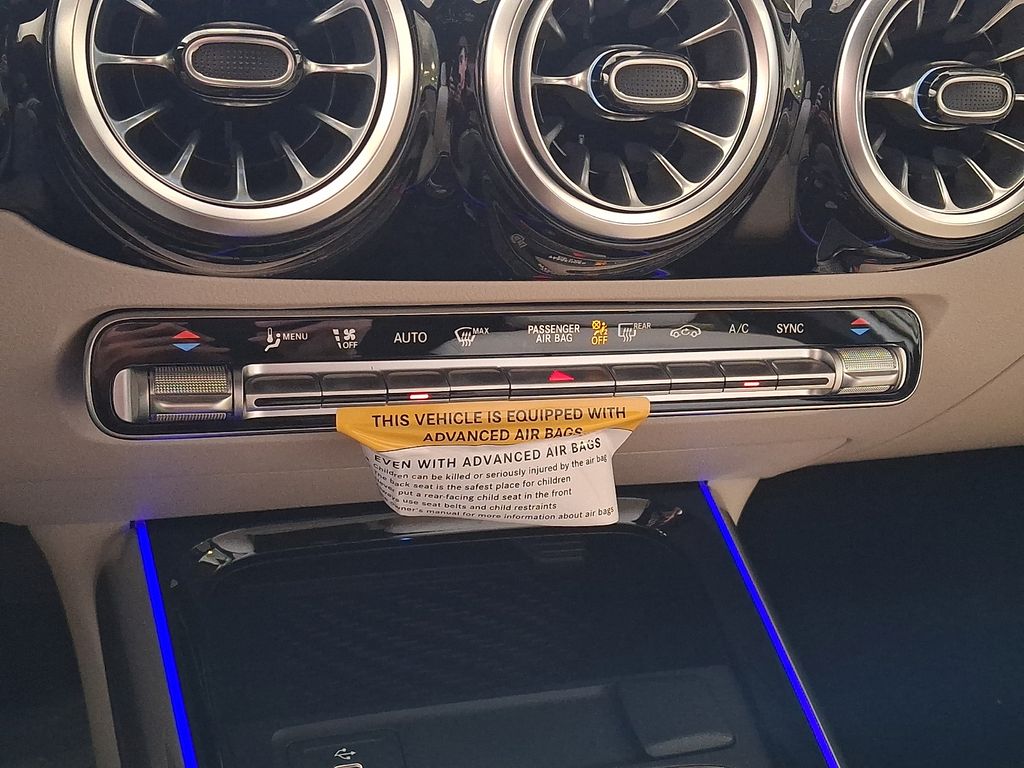 MENU
OFF
AUTO
MAX
PASSENGER
AIR BAG
OFF
REAR
A/C
SYNC
THIS VEHICLE IS EQUIPPED WITH
ADVANCED AIR BAGS
EVEN WITH ADVANCED AIR BAGS
Children can be killed or seriously injured by the air bag
The back seat is the safest place for children
put a rear-facing child seat in the front
use seat belts and child restraints
owner's manual for more information about air bags